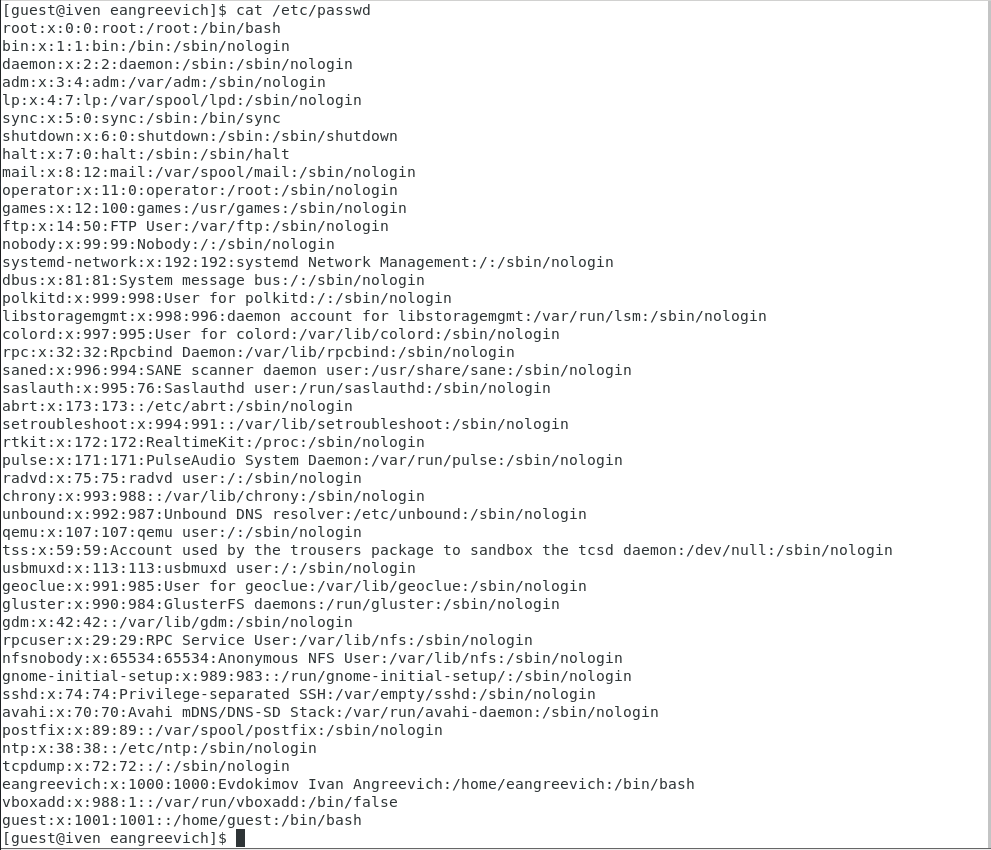 [guest@iven eangreevich]$ cat /etc/passwd
root:x:0:0:root:/root:/bin/bash
bin:x:1:1:bin:/bin:/sbin/nologin
daemon:x:2:2:daemon:/sbin:/sbin/nologin
adm:x:3:4:adm:/var/adm:/sbin/nologin
lp:x:4:7:lp:/var/spool/lpd:/sbin/nologin
sync:x:5:0:sync:/sbin:/bin/sync
shutdown:x:6:0:shutdown:/sbin:/sbin/shutdown
halt:x:7:0:halt:/sbin:/sbin/halt
mail:x:8:12:mail:/var/spool/mail:/sbin/nologin
operator:x:11:0:operator:/root:/sbin/nologin
games:x:12:100:games:/usr/games:/sbin/nologin
ftp:x:14:50:FTP User:/var/ftp:/sbin/nologin
nobody:x:99:99:Nobody:/:/sbin/nologin
systemd-network:x:192:192:systemd Network Management:/:/sbin/nologin
dbus:x:81:81:System message bus:/:/sbin/nologin
polkitd:x:999:998:User for polkitd:/:/sbin/nologin
libstoragemgmt:x:998:996:daemon account for libstoragemgmt:/var/run/lsm:/sbin/nologin
colord:x:997:995:User for colord:/var/lib/colord:/sbin/nologin
rpc:x:32:32:Rpcbind Daemon:/var/lib/rpcbind:/sbin/nologin
saned:x:996:994:SANE scanner daemon user:/usr/share/sane:/sbin/nologin
saslauth:x:995:76:Saslauthd user:/run/saslauthd:/sbin/nologin
abrt:x:173:173::/etc/abrt:/sbin/nologin
setroubleshoot:x:994:991::/var/lib/setroubleshoot:/sbin/nologin
rtkit:x:172:172:RealtimeKit:/proc:/sbin/nologin
pulse:x:171:171:PulseAudio System Daemon:/var/run/pulse:/sbin/nologin
radvd:x:75:75:radvd user:/:/sbin/nologin
chrony:x:993:988::/var/lib/chrony:/sbin/nologin
unbound:x:992:987:Unbound DNS resolver:/etc/unbound:/sbin/nologin
qemu:x:107:107:qemu user:/:/sbin/nologin
tss:x:59:59:Account used by the trousers package to sandbox the tcsd daemon:/dev/null:/sbin/nologin
usbmuxd:x:113:113:usbmuxd user:/:/sbin/nologin
geoclue:x:991:985:User for geoclue:/var/lib/geoclue:/sbin/nologin
gluster:x:990:984:GlusterFS daemons:/run/gluster:/sbin/nologin
gdm:x:42:42::/var/lib/gdm:/sbin/nologin
rpcuser:x:29:29:RPC Service User:/var/lib/nfs:/sbin/nologin
nfsnobody:x:65534:65534:Anonymous NFS User:/var/lib/nfs:/sbin/nologin
gnome-initial-setup:x:989:983::/run/gnome-initial-setup/:/sbin/nologin
sshd:x:74:74:Privilege-separated SSH:/var/empty/sshd:/sbin/nologin
avahi:x:70:70:Avahi mDNS/DNS-SD Stack:/var/run/avahi-daemon:/sbin/nologin
postfix:x:89:89::/var/spool/postfix:/sbin/nologin
ntp:x:38:38::/etc/ntp:/sbin/nologin
tcpdump:x:72:72::/:/sbin/nologin
eangreevich:x:1000:1000:Evdokimov Ivan Angreevich:/home/eangreevich:/bin/bash
vboxadd:x:988:1::/var/run/vboxadd:/bin/false
guest:x:1001:1001::/home/guest:/bin/bash
[guest@iven eangreevich]$